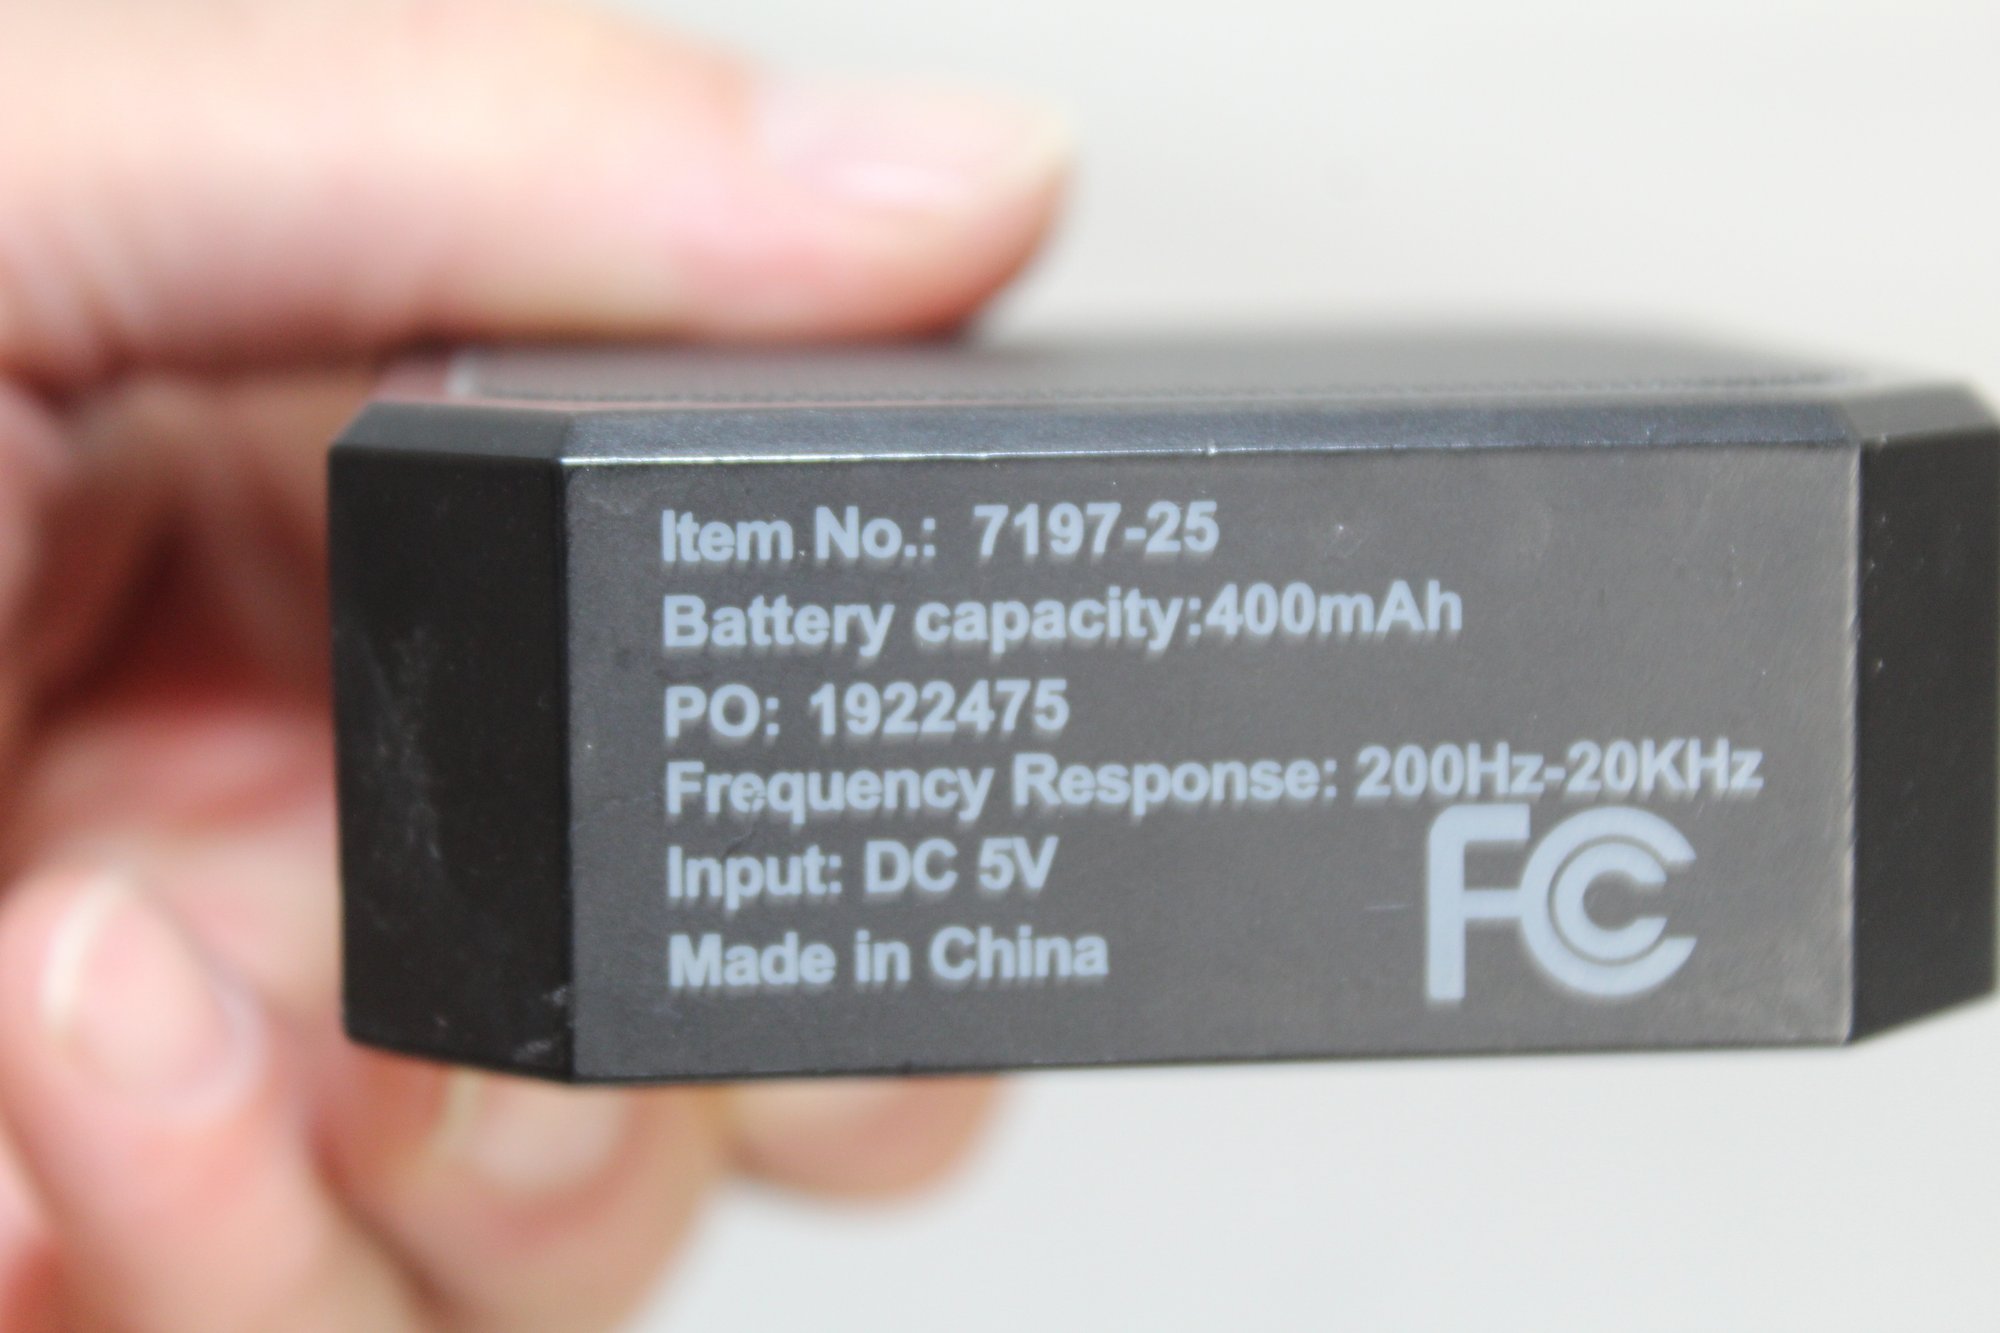 Item No.: 7197-25
Battery capacity:400mAh
PO: 1922475
Frequency Response: 200Hz-20KHz
Input: DC 5V
Made in China
FC